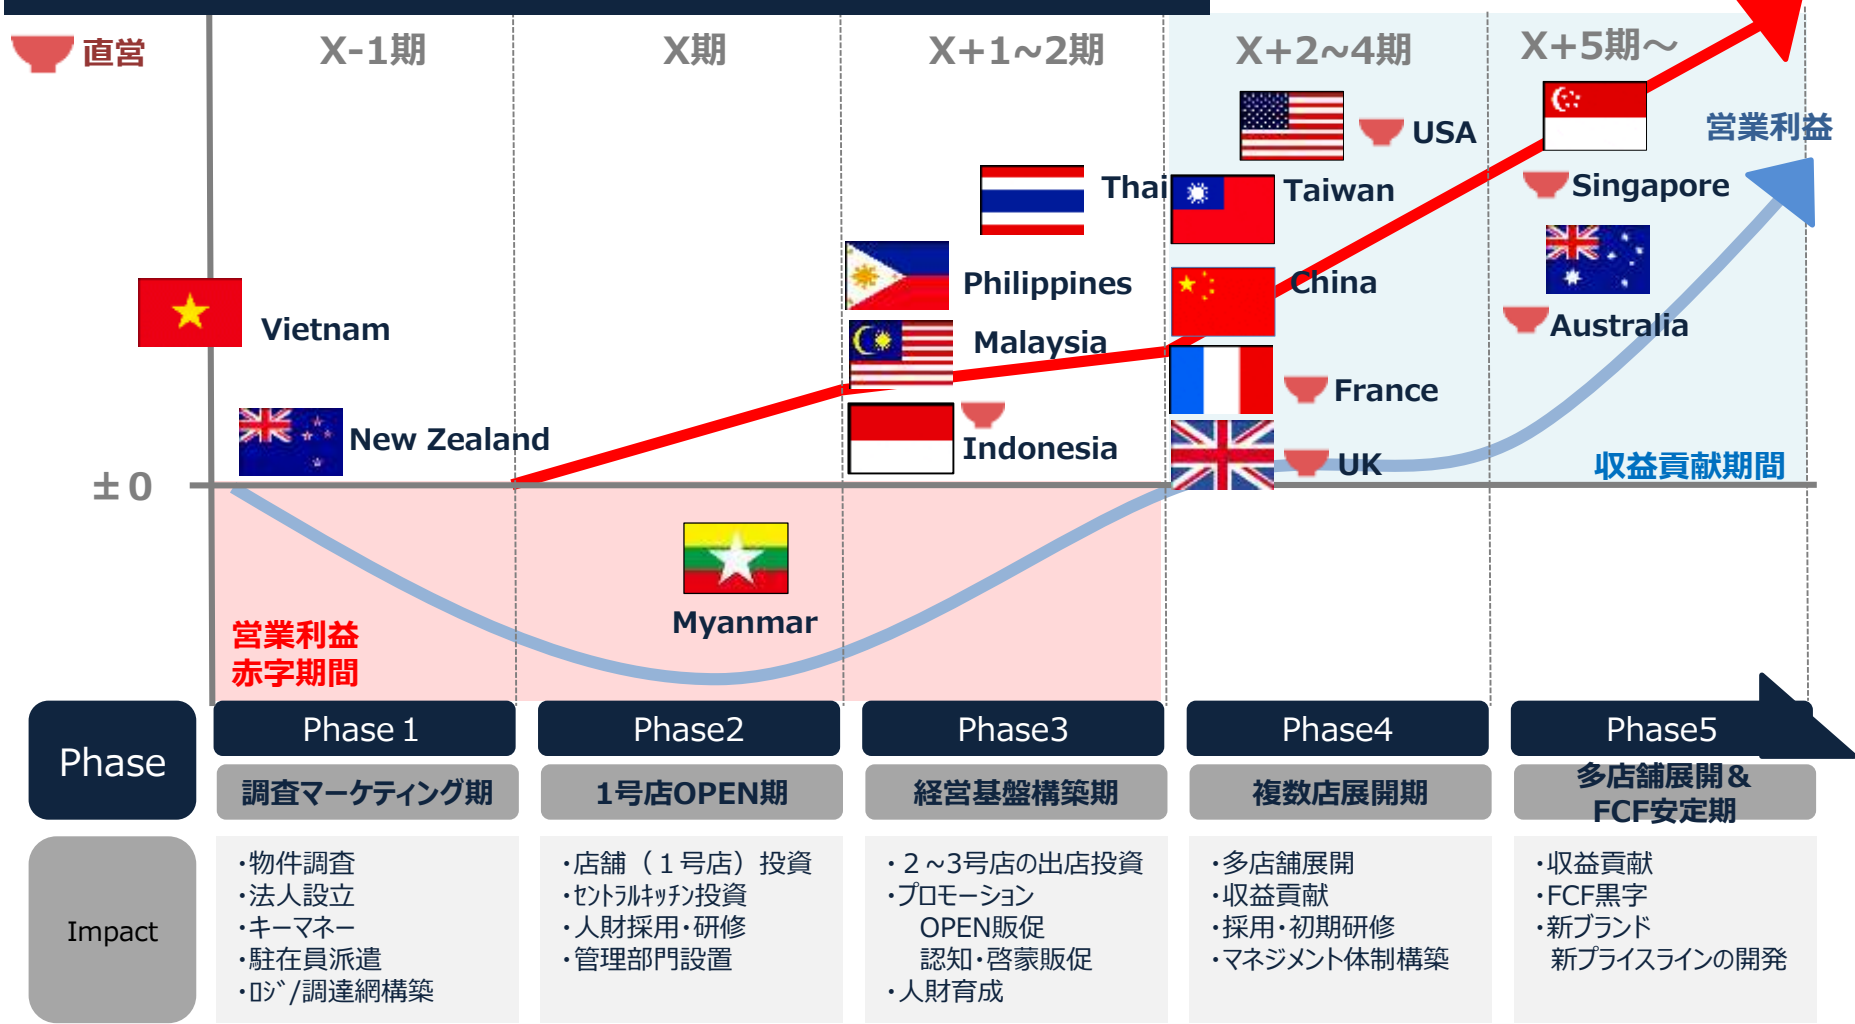 直営
X-1期
X期
X+1~2期
X+2~4期
X+5期～
営業利益
USA
Thai
Taiwan
Singapore
Philippines
China
Vietnam
Malaysia
Australia
France
New Zealand
Indonesia
UK
収益貢献期間
±0
Myanmar
営業利益
赤字期間
Phase
Phase１
Phase2
Phase3
Phase4
Phase5
調査マーケティング期
1号店OPEN期
経営基盤構築期
複数店展開期
多店舗展開＆
FCF安定期
Impact
・物件調査
・法人設立
・キーマネー
・駐在員派遣
・ﾛｼﾞ/調達網構築
・店舗（１号店）投資
・ｾﾝﾄﾗﾙｷｯﾁﾝ投資
・人財採用・研修
・管理部門設置
・２~3号店の出店投資
・プロモーション
OPEN販促
認知・啓蒙販促
・人財育成
・多店舗展開
・収益貢献
・採用・初期研修
・マネジメント体制構築
・収益貢献
・FCF黒字
・新ブランド
新プライスラインの開発